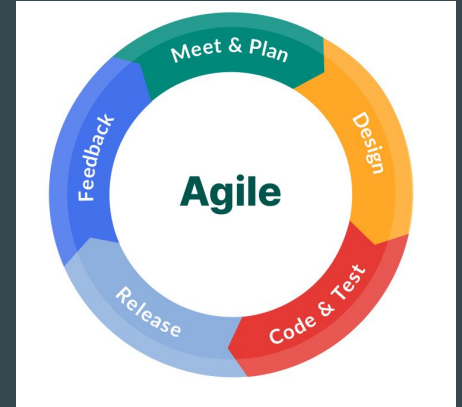 Meet & Plan
Design
Code & Test
Release
Feedback
Agile